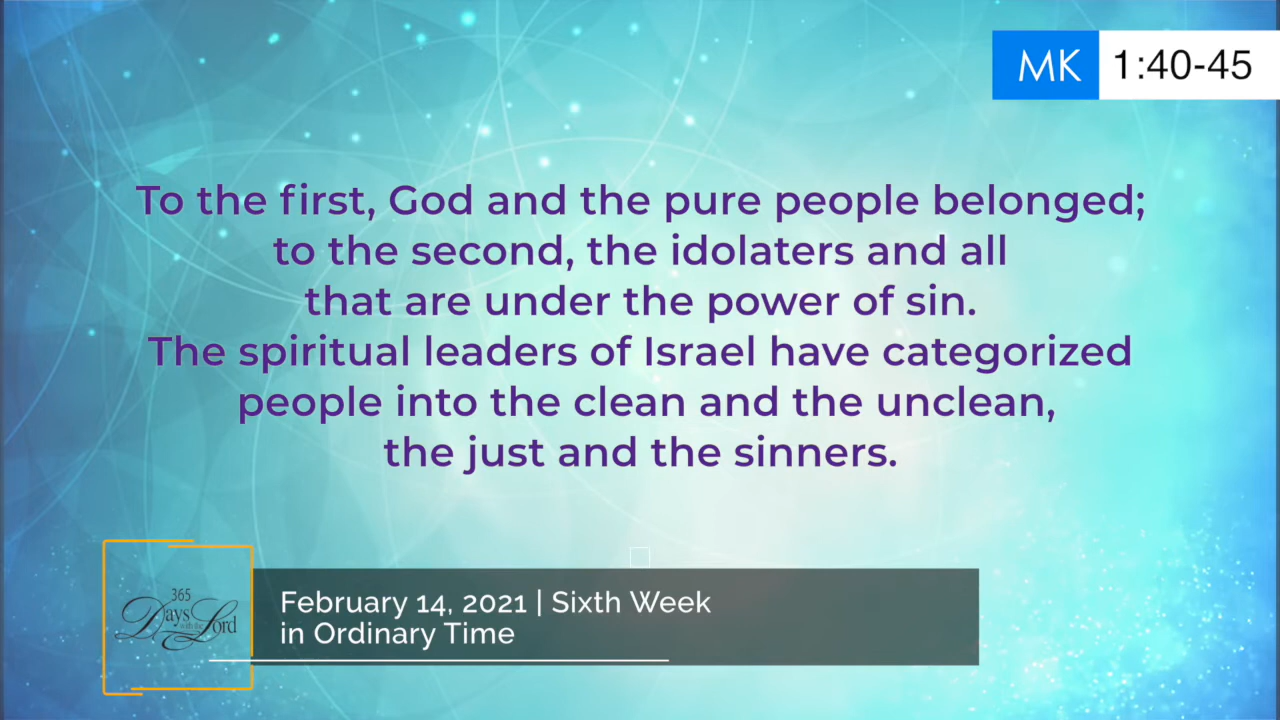 MK 1:40-45
To the first, God and the pure people belonged;
to the second, the idolaters and all
that are under the power of sin.
The spiritual leaders of Israel have categorized
people into the clean and the unclean,
the just and the sinners.
365
Days with the Lord
February 14, 2021 | Sixth Week
in Ordinary Time